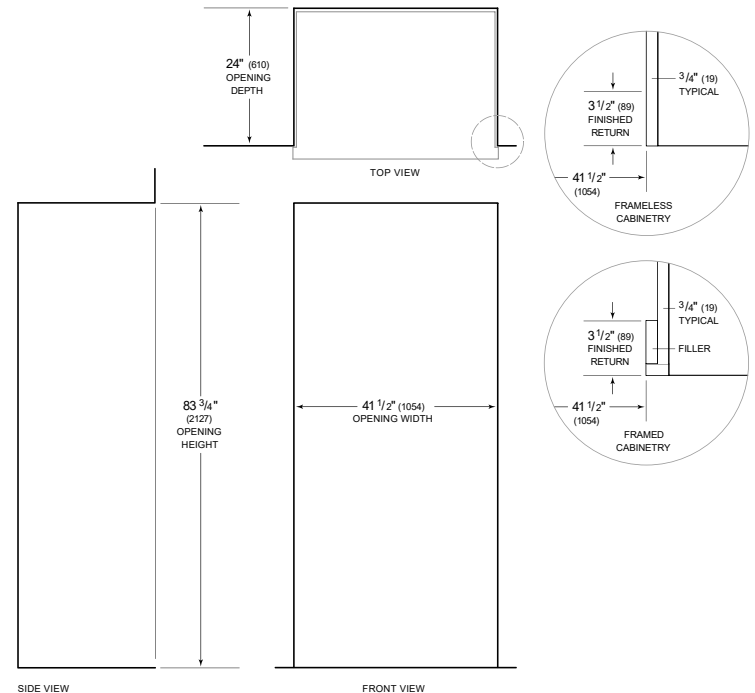 24" (610)
OPENING
DEPTH
TOP VIEW
3/4" (19)
TYPICAL
3 1/2" (89)
FINISHED
RETURN
41 1/2"
(1054)
FRAMELESS
CABINETRY
3/4" (19)
TYPICAL
3 1/2" (89)
FINISHED
RETURN
FILLER
41 1/2"
(1054)
FRAMED
CABINETRY
83 3/4"
(2127)
OPENING
HEIGHT
41 1/2" (1054)
OPENING WIDTH
SIDE VIEW
FRONT VIEW